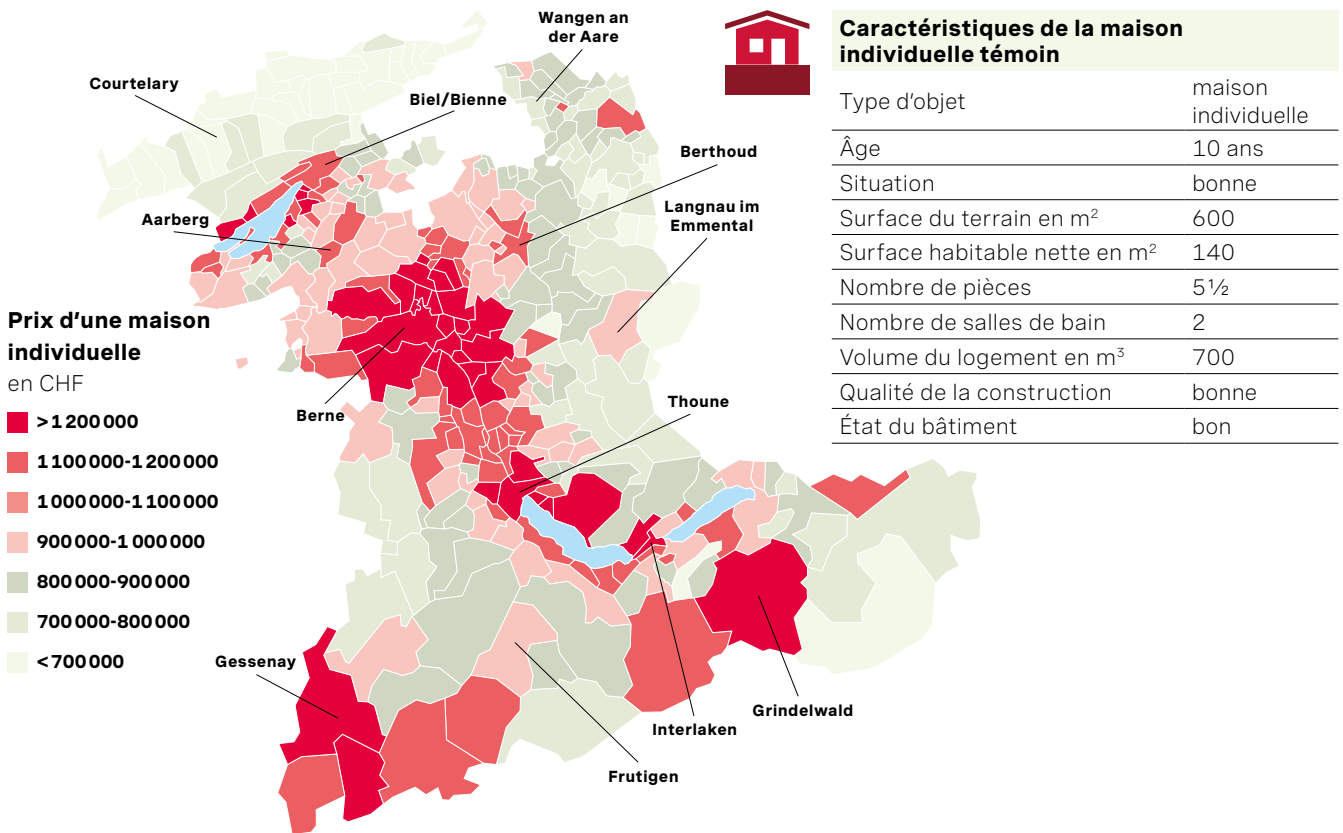 Wangen an
der Aare
Courtelary
Biel/Bienne
Berthoud
Langnau im
Emmental
Aarberg
Prix d'une maison
individuelle
en CHF
>1 200 000
1 100 000-1 200 000
1 000 000-1 100 000
900 000-1 000 000
800 000-900 000
700 000-800 000
<700 000
Berne
Thoune
Gessenay
Interlaken
Grindelwald
Frutigen
Caractéristiques de la maison
individuelle témoin
Type d'objet maison
individuelle
Âge 10 ans
Situation bonne
Surface du terrain en m² 600
Surface habitable nette en m² 140
Nombre de pièces 5½
Nombre de salles de bain 2
Volume du logement en m³ 700
Qualité de la construction bonne
État du bâtiment bon